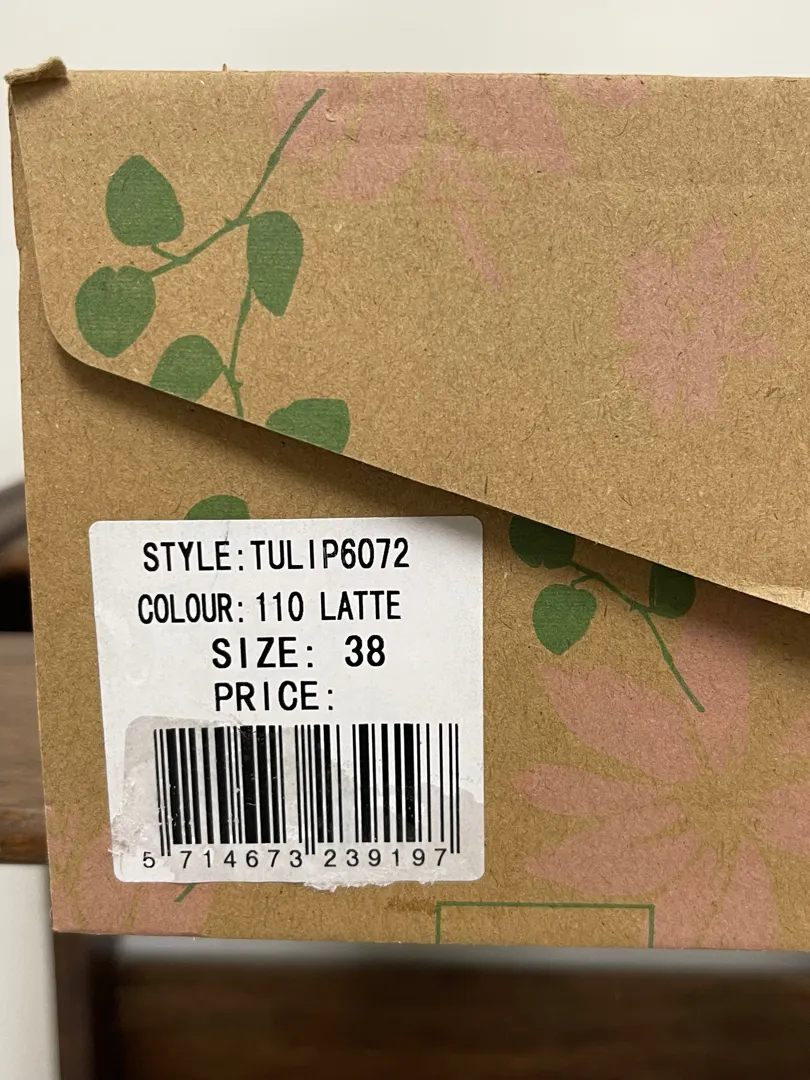 STYLE:TULIP6072
COLOUR: 110 LATTE
SIZE: 38
PRICE:
5 714673 239197